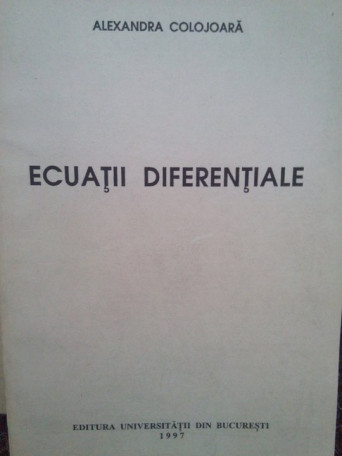 ALEXANDRA COLOJOARĂ
ECUAŢII DIFERENŢIALE
EDITURA UNIVERSITĂŢII DIN BUCUREŞTI
1997